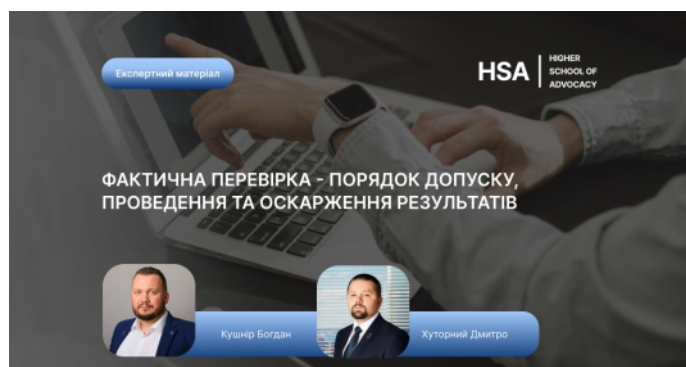 Експертний матеріал
HSA
HIGHER
SCHOOL OF
ADVOCACY
ФАКТИЧНА ПЕРЕВІРКА - ПОРЯДОК ДОПУСКУ,
ПРОВЕДЕННЯ ТА ОСКАРЖЕННЯ РЕЗУЛЬТАТІВ
Кушнір Богдан
Хуторний Дмитро